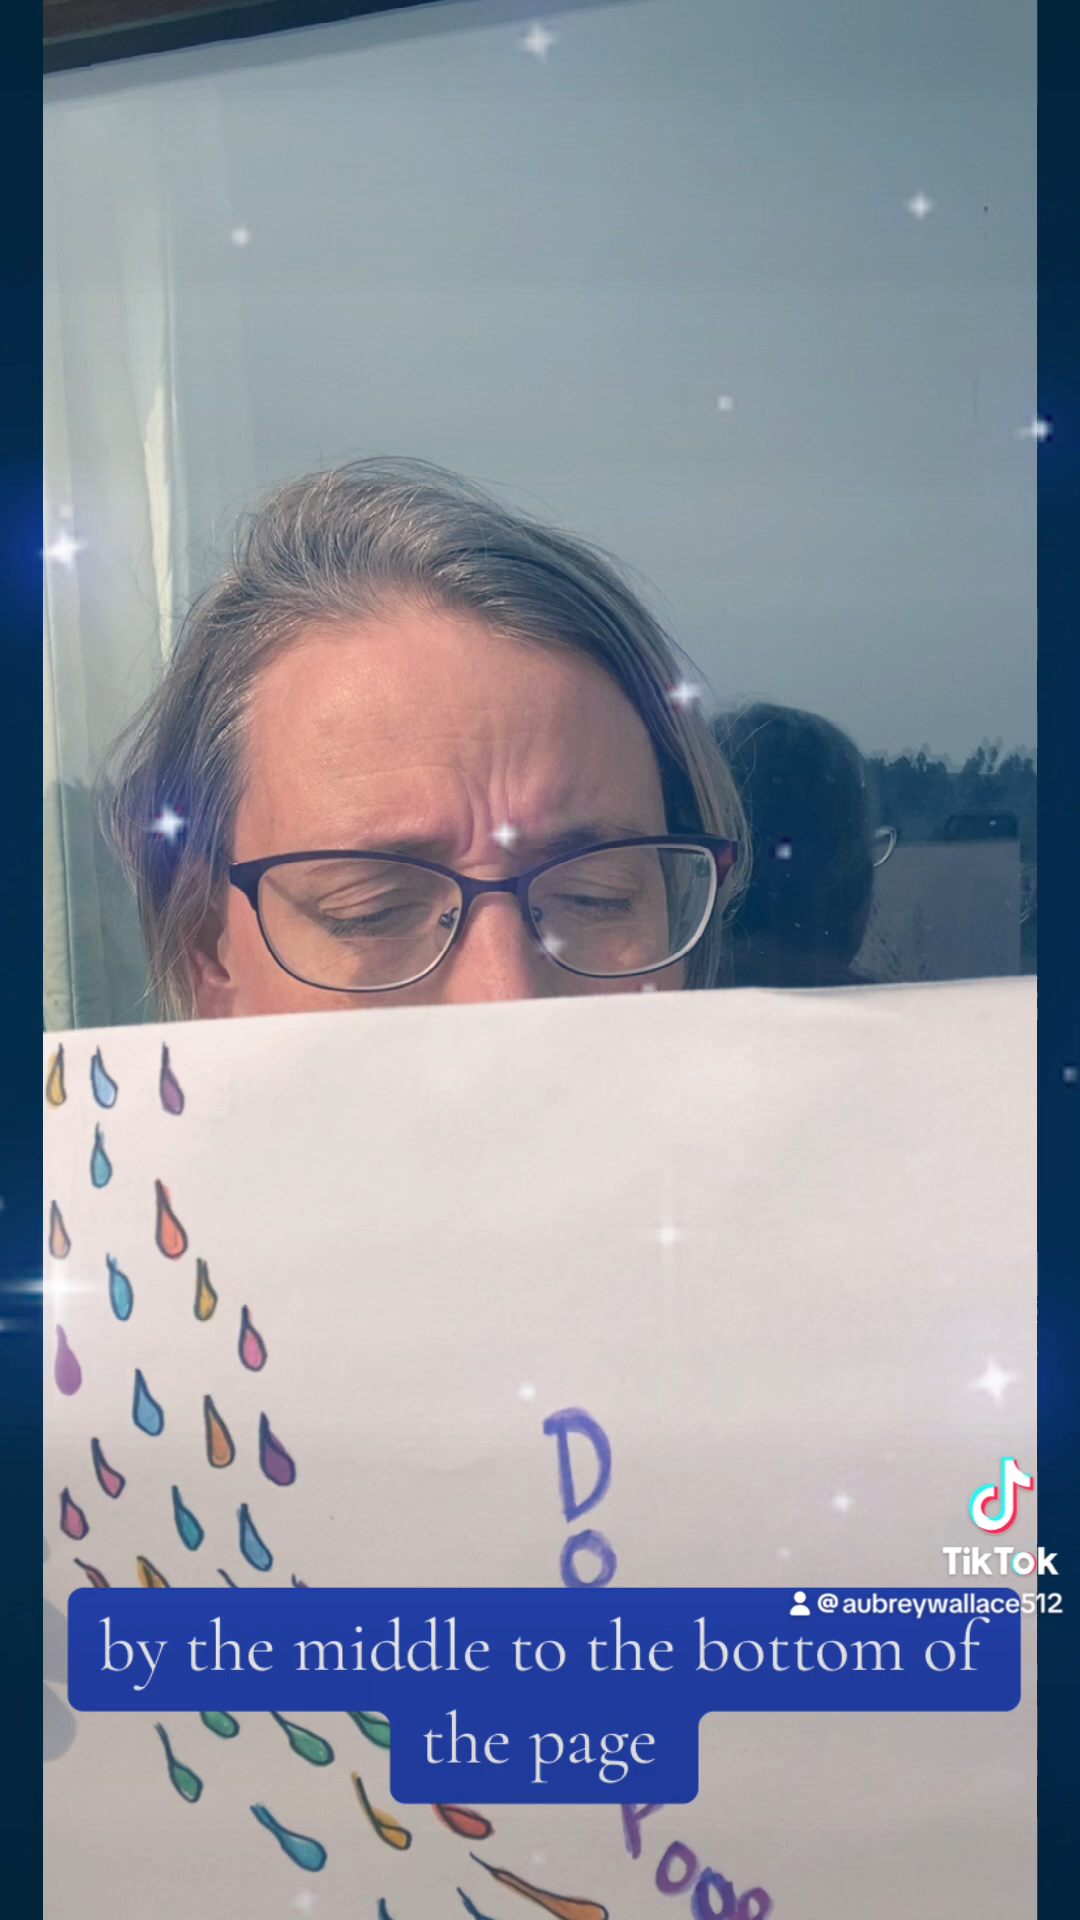 D
o
TikTok
@aubreywallace512
by the middle to the bottom of
the page